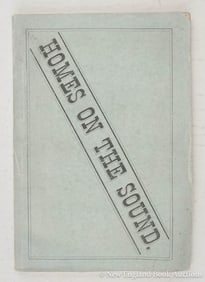 HOMES ON THE SOUND.
© New England Book Auctions